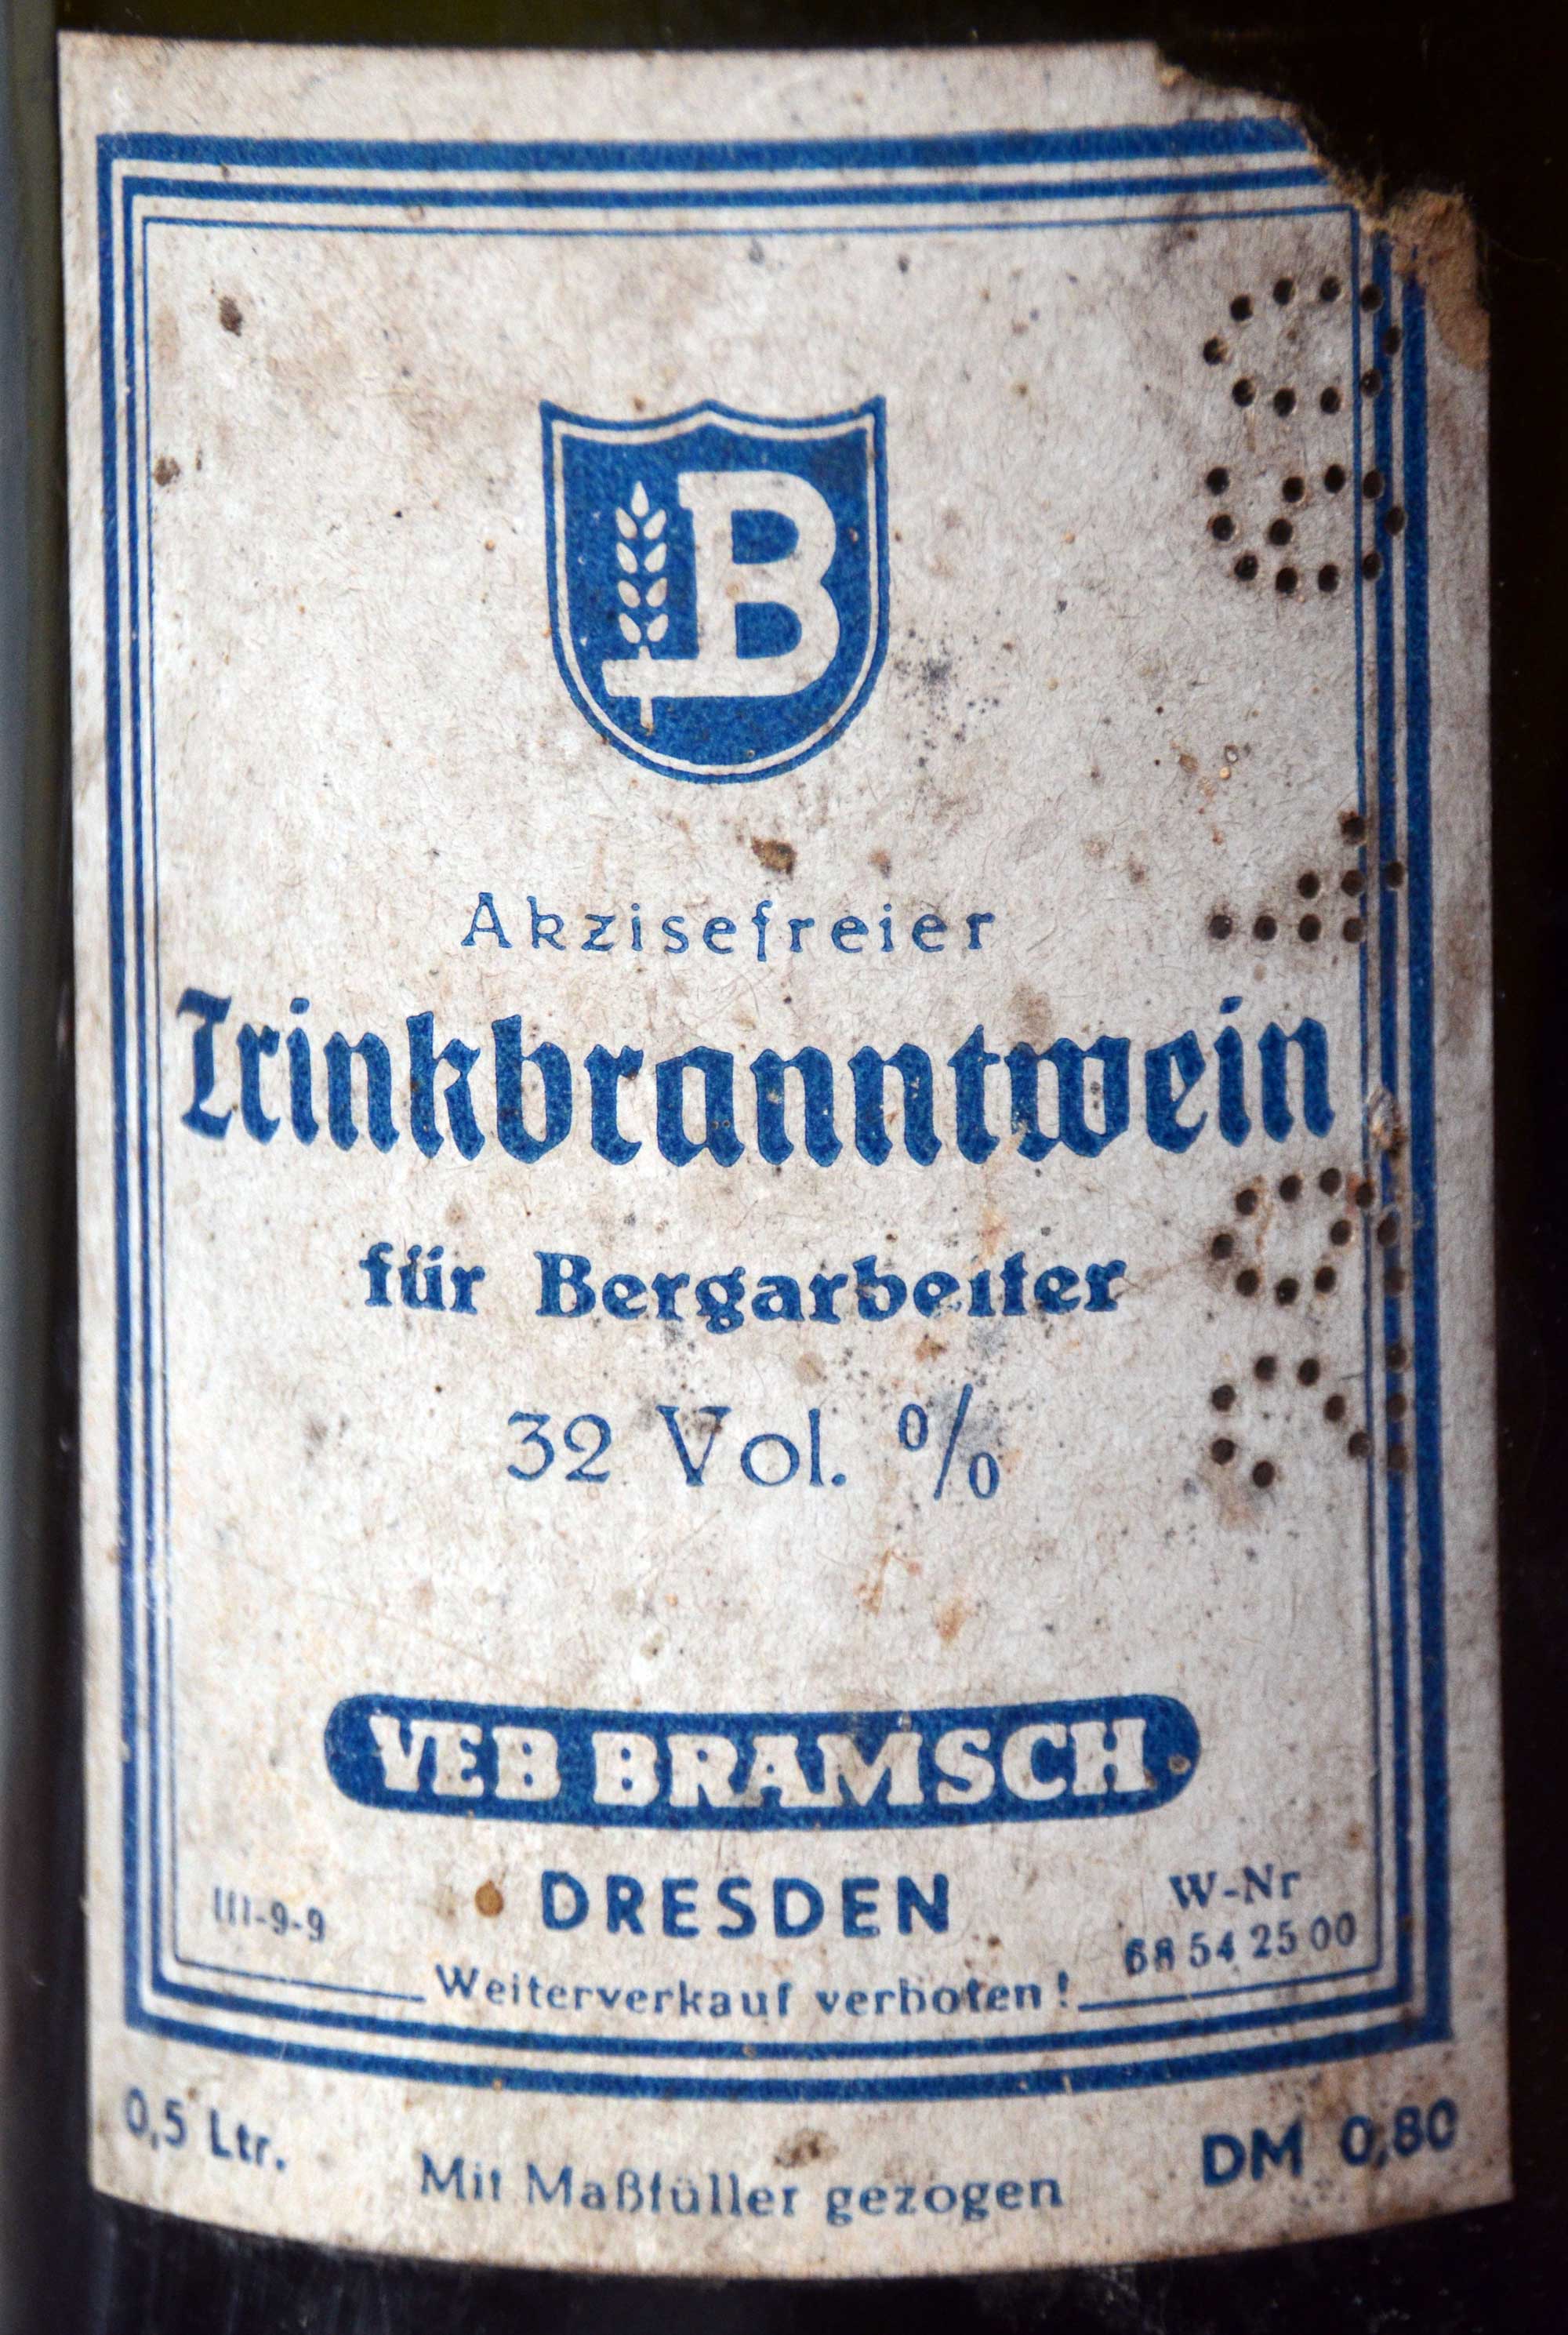 B
Akzisefreier
Trinkbranntwein
für Bergarbeiter
32 Vol. %
VEB BRAMSCH
DRESDEN
III-9-9
W-Nr
68 54 25 00
Weiterverkauf verboten!
0,5 Ltr.
Mit Maßfüller gezogen
DM 0,80